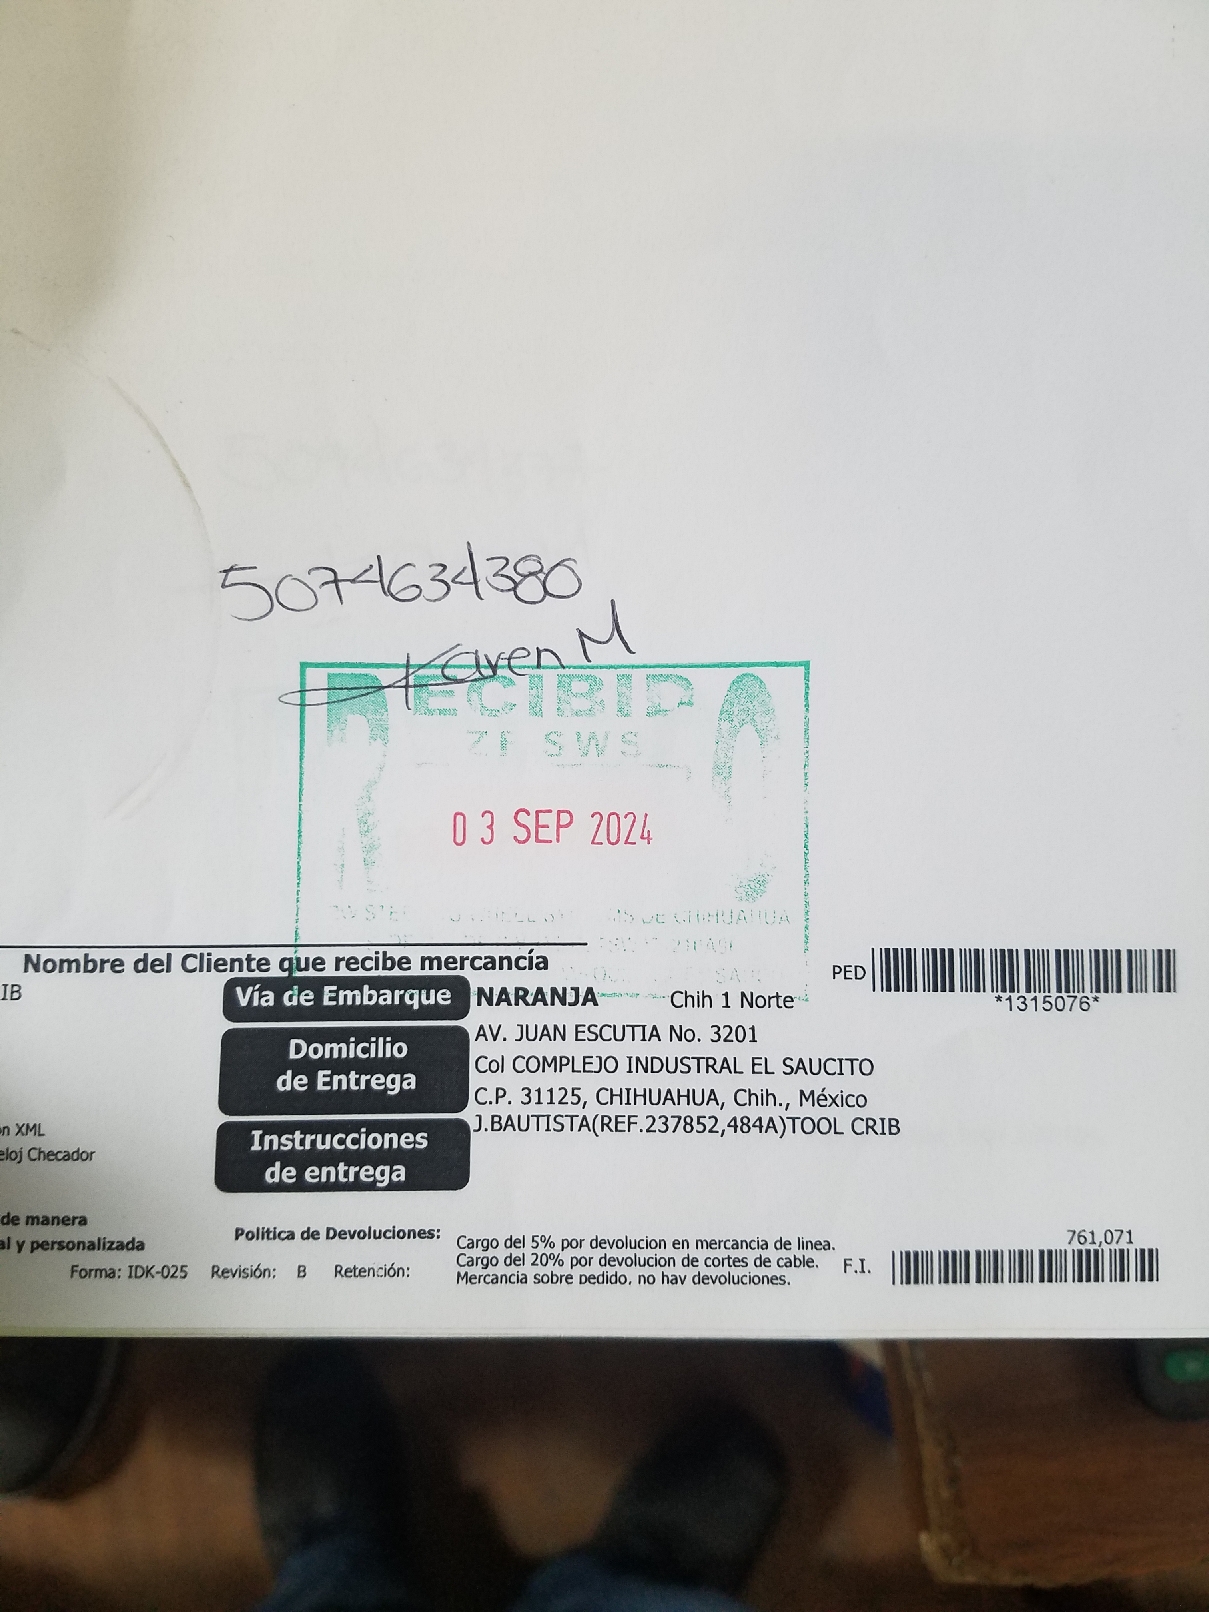 5074634380
Karen M
RECIBIDO
ZF SWS
03 SEP 2024
DE CHIHUAHUA
Nombre del Cliente que recibe mercancía
IB
Vía de Embarque NARANJA Chih 1 Norte
PED
*1315076*
Domicilio
de Entrega
AV. JUAN ESCUTIA No. 3201
Col COMPLEJO INDUSTRAL EL SAUCITO
C.P. 31125, CHIHUAHUA, Chih., México
Instrucciones
de entrega
J.BAUTISTA(REF.237852,484A)TOOL CRIB
n XML
eloj Checador
de manera
al y personalizada
Forma: IDK-025 Revisión: B Retención:
Política de Devoluciones:
Cargo del 5% por devolucion en mercancia de linea.
Cargo del 20% por devolucion de cortes de cable.
Mercancia sobre pedido, no hay devoluciones.
761,071
F.I.